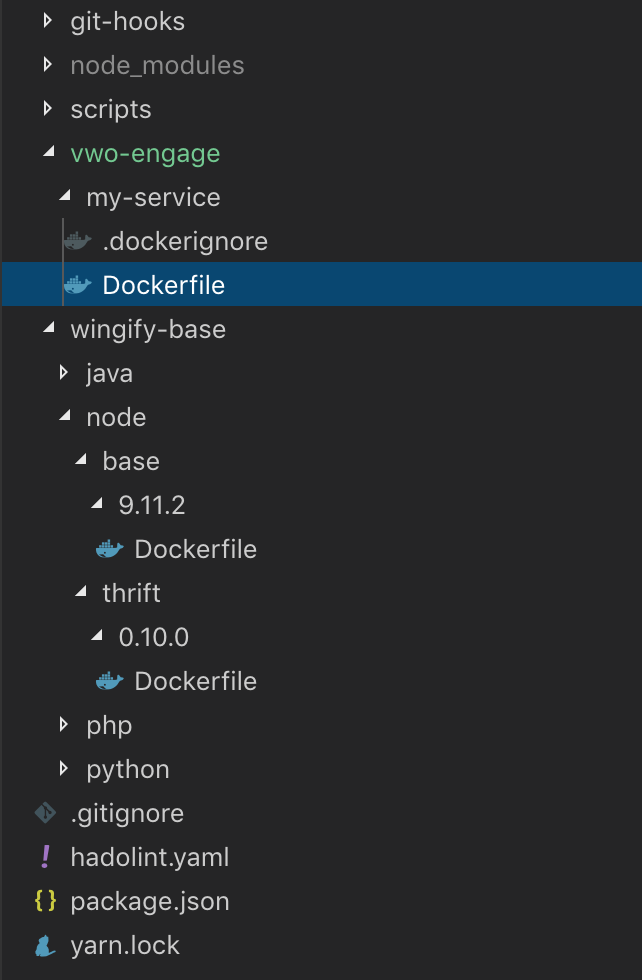 git-hooks
node_modules
scripts
vwo-engage
my-service
.dockerignore
Dockerfile
wingify-base
java
node
base
9.11.2
Dockerfile
thrift
0.10.0
Dockerfile
php
python
.gitignore
hadolint.yaml
package.json
yarn.lock